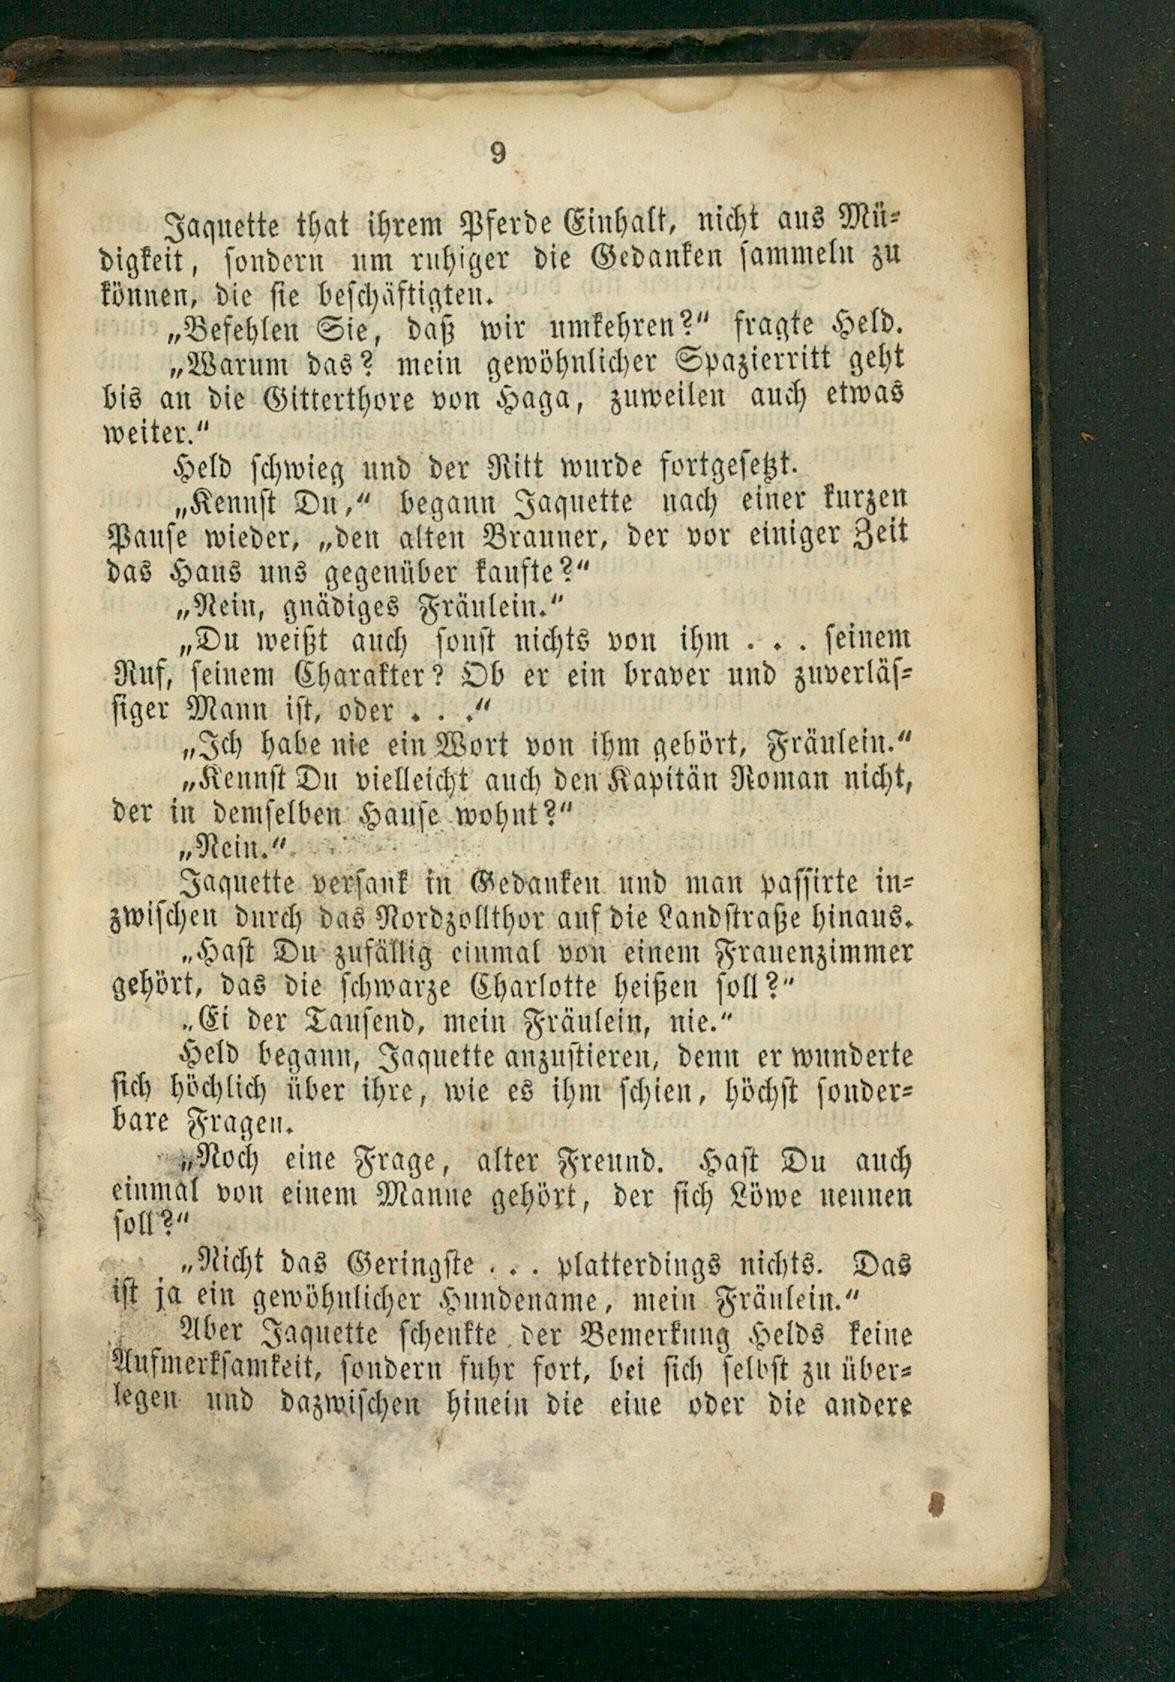 9
Jaquette that ihrem Pferde Einhalt, nicht aus Mü-
digkeit, sondern um ruhiger die Gedanken sammeln zu
können, die sie beschäftigten.
„Befehlen Sie, daß wir umkehren?“ fragte Held.
„Warum das? mein gewöhnlicher Spazierritt geht
bis an die Gitterthore von Haga, zuweilen auch etwas
weiter.“
Held schwieg und der Ritt wurde fortgesetzt.
„Kennst Du,“ begann Jaquette nach einer kurzen
Pause wieder, „den alten Brauner, der vor einiger Zeit
das Haus uns gegenüber kaufte?“
„Nein, gnädiges Fräulein.“
„Du weißt auch sonst nichts von ihm . . . seinem
Ruf, seinem Charakter? Ob er ein braver und zuverläs-
siger Mann ist, oder . . .“
„Ich habe nie ein Wort von ihm gehört, Fräulein.“
„Kennst Du vielleicht auch den Kapitän Roman nicht,
der in demselben Hause wohnt?“
„Nein.“
Jaquette versank in Gedanken und man passirte in-
zwischen durch das Nordzollthor auf die Landstraße hinaus.
„Hast Du zufällig einmal von einem Frauenzimmer
gehört, das die schwarze Charlotte heißen soll?“
„Ei der Tausend, mein Fräulein, nie.“
Held begann, Jaquette anzustieren, denn er wunderte
sich höchlich über ihre, wie es ihm schien, höchst sonder-
bare Fragen.
„Noch eine Frage, alter Freund. Hast Du auch
einmal von einem Manne gehört, der sich Löwe nennen
soll?“
„Nicht das Geringste . . . platterdings nichts. Das
ist ja ein gewöhnlicher Hundename, mein Fräulein.“
Aber Jaquette schenkte der Bemerkung Helds keine
Aufmerksamkeit, sondern fuhr fort, bei sich selbst zu über-
legen und dazwischen hinein die eine oder die andere